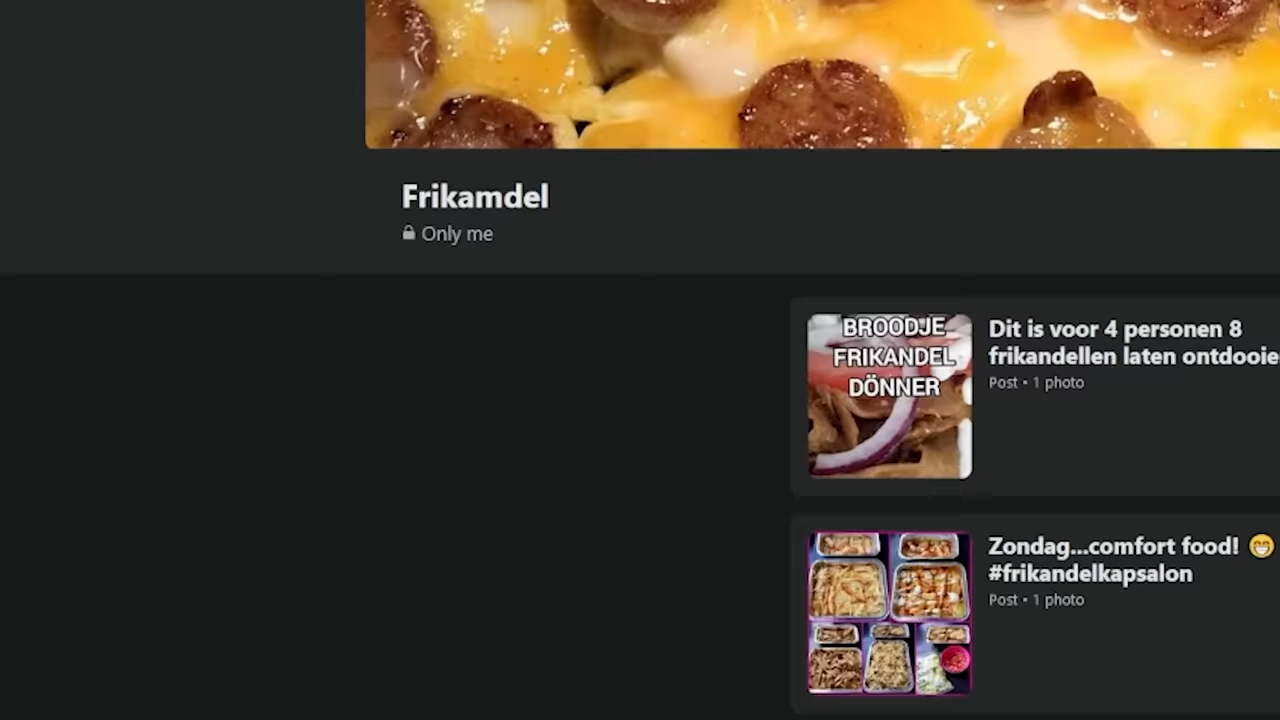 Frikamdel
Only me
BROODJE
FRIKANDEL
DÖNNER
Dit is voor 4 personen 8
frikandellen laten ontdooie
Post • 1 photo
Zondag...comfort food! 😁
#frikandelkapsalon
Post • 1 photo